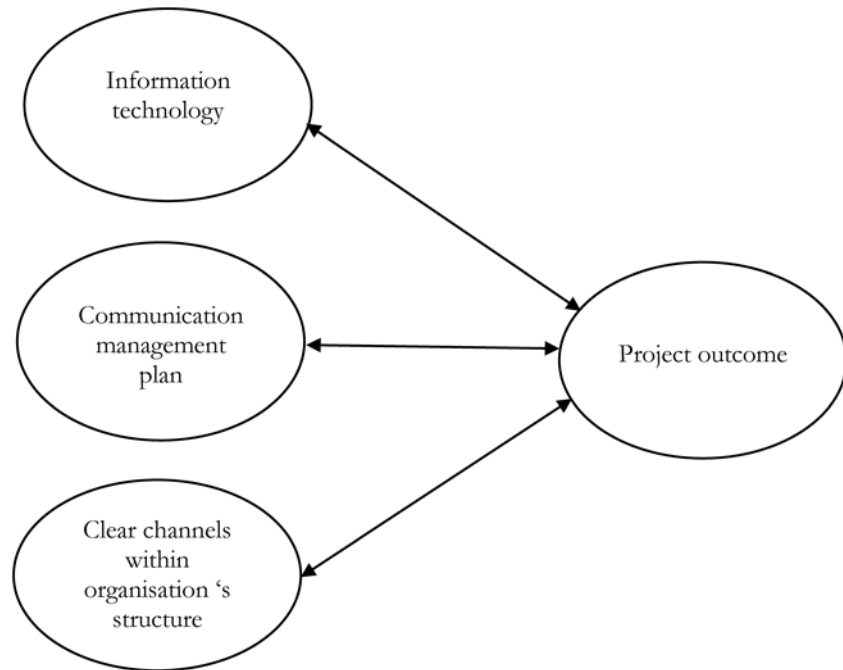 Information
technology
Communication
management
plan
Project outcome
Clear channels
within
organisation ‘s
structure